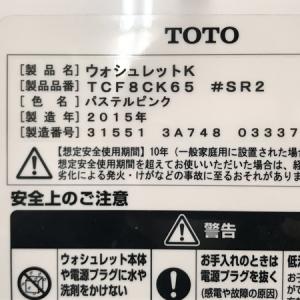 TOTO
[製品名] ウォシュレットK
[製品品番] TCF8CK65 #SR2
[色名] パステルピンク
[製造年] 2015年
[製造番号] 31551 3A748 03337
【想定安全使用期間】10年（一般家庭用に設置された場合
想定安全使用期間を超えてお使いいただいた場合は、経
劣化による発火・けがなどの事故に至るおそれがあります
安全上のご注意
警告
ウォシュレット本体
や電源プラグに水や
洗剤をかけない
お手入れのときは
電源プラグを抜く
(感電や故障の原因)
低温